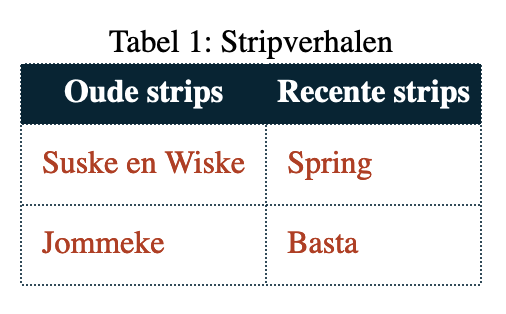 Tabel 1: Stripverhalen
Oude strips Recente strips
Suske en Wiske Spring
Jommeke Basta